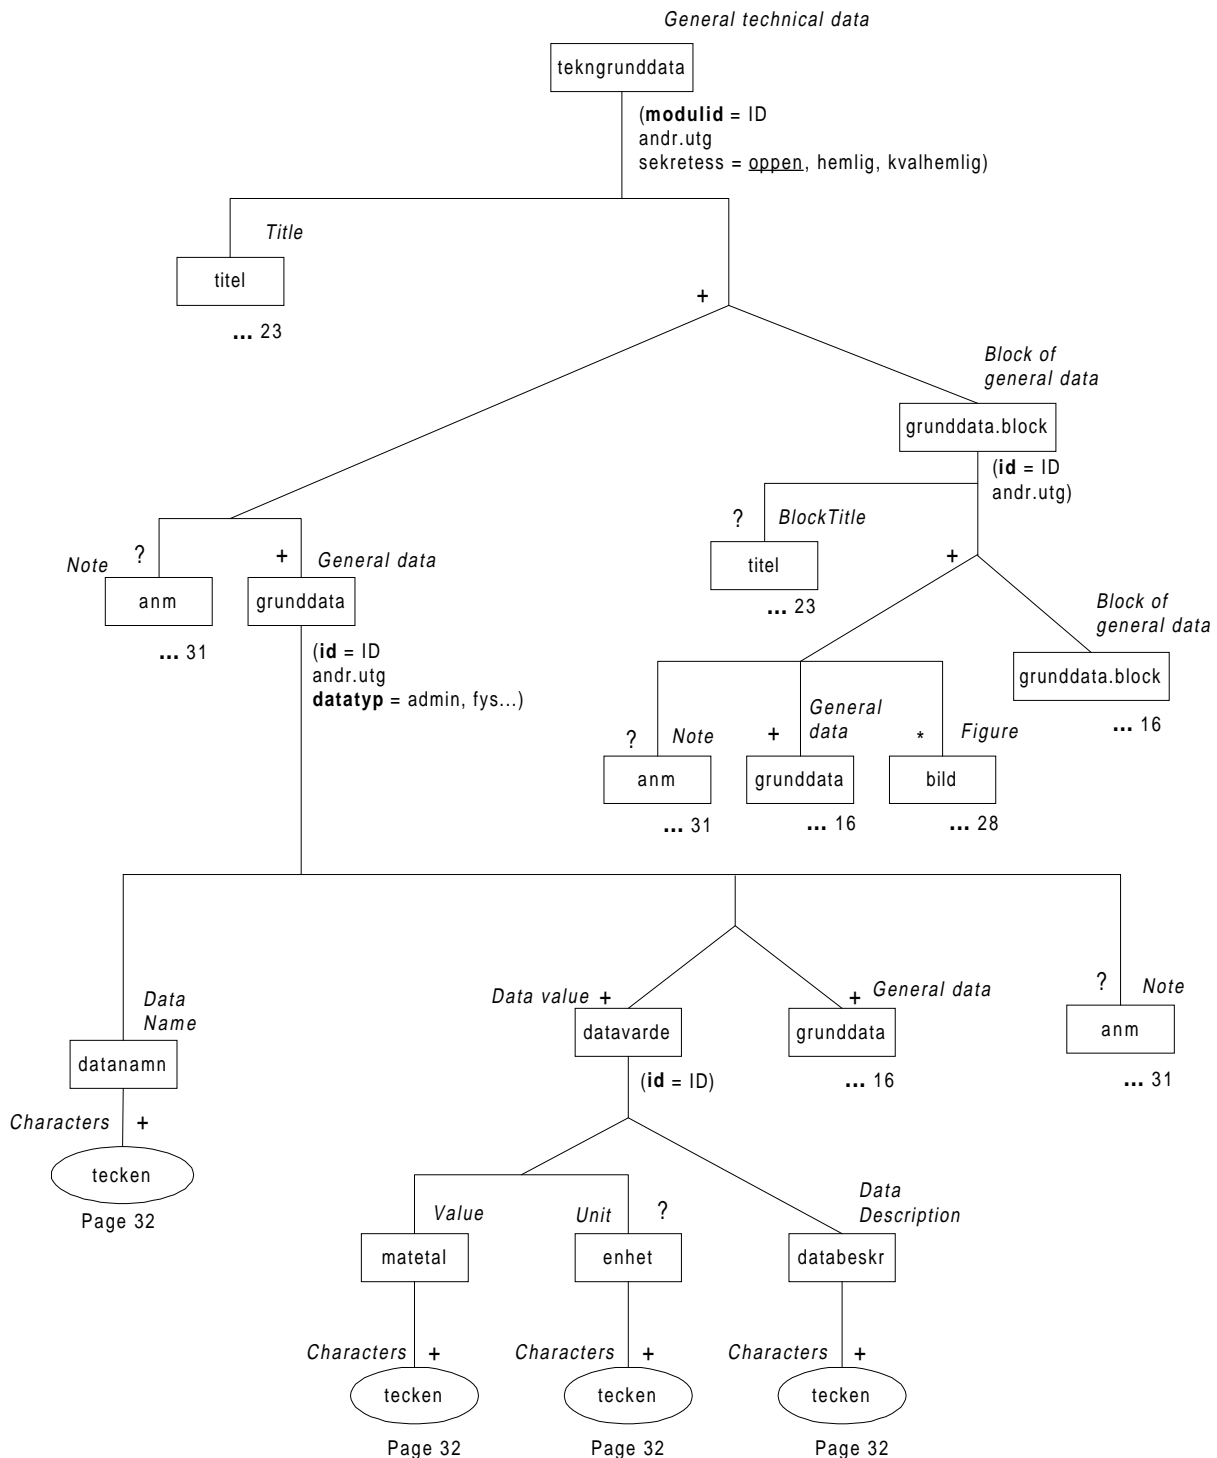 General technical data
tekngrunddata
(modulid = ID
andr.utg
sekretess = oppen, hemlig, kvalhemlig)
Title
titel
... 23
+
Block of
general data
grunddata.block
(id = ID
andr.utg)
? BlockTitle
titel
... 23
+
Block of
general data
grunddata.block
... 16
Note ?
anm
... 31
+ General data
grunddata
(id = ID
andr.utg
datatyp = admin, fys...)
? Note
anm
... 31
+ General
data
grunddata
... 16
* Figure
bild
... 28
Data
Name
datanamn
Characters +
tecken
Page 32
Data value +
datavarde
(id = ID)
+ General data
grunddata
... 16
? Note
anm
... 31
Value
matetal
Characters +
tecken
Page 32
Unit ?
enhet
Characters +
tecken
Page 32
Data
Description
databeskr
Characters +
tecken
Page 32